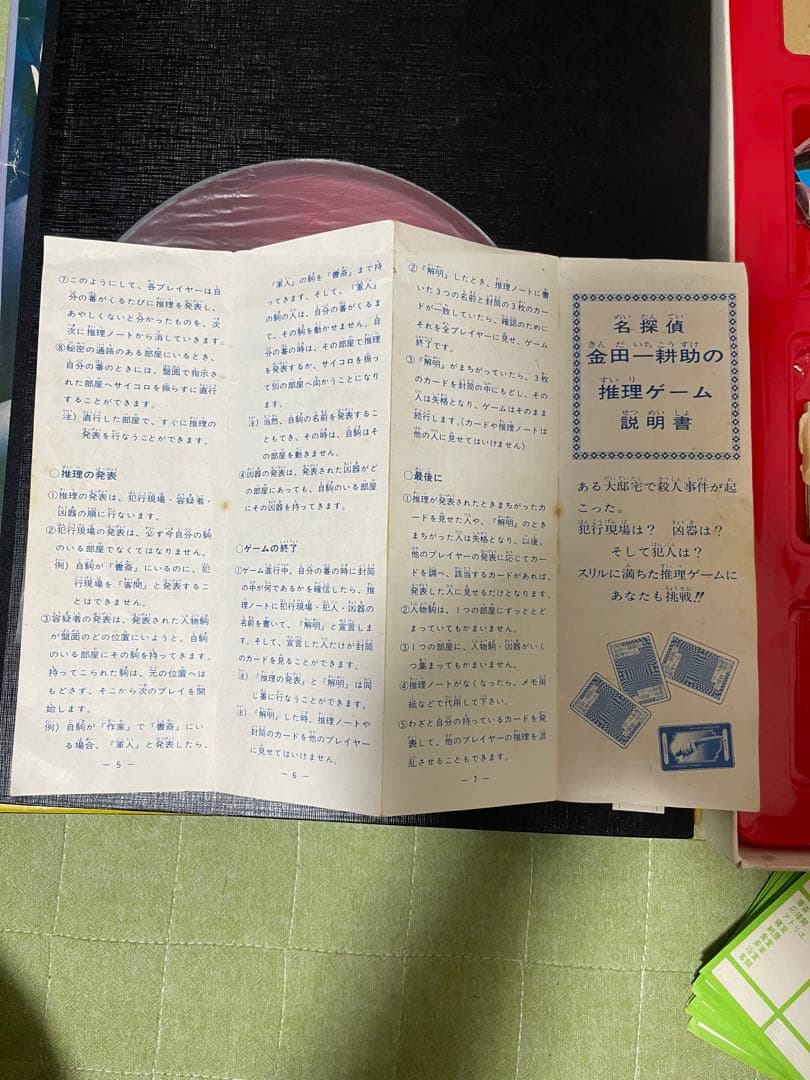 ⑦このようにして、各プレイヤーは自
分の番がくるたびに推理を発表し、
あやしくないと分かったものを、次
次に推理ノートから消していきます。
⑧秘密の通路のある部屋にいるとき、
自分の番のときには、盤面で指示さ
れた部屋へサイコロを振らずに直行
することができます。
注）直行した部屋で、すぐに推理の
発表を行なうことができます。
○推理の発表
①推理の発表は、犯行現場・容疑者・
凶器の順に行ないます。
②犯行現場の発表は、必ず今自分の駒
のいる部屋でなくてはなりません。
例）自駒が『書斎』にいるのに、犯
行現場を『客間』と発表するこ
とはできません。
③容疑者の発表は、発表された人物駒
が盤面のどの位置にいようと、自駒
のいる部屋にその駒を持ってきます。
持ってこられた駒は、元の位置へは
もどさず、そこから次のプレイを開
始します。
例）自駒が『作家』で『書斎』にい
る場合、『軍人』と発表したら、
－5－
『軍人』の駒を『書斎』まで持
ってきます。そして、『軍人』
の駒の人は、自分の番がくるま
で、その駒を動かせません。自
分の番の時は、その部屋で推理
を発表するか、サイコロを振っ
て別の部屋へ向かうことになり
ます。
注）当然、自駒の名前を発表するこ
ともでき、その時は、自駒はそ
の部屋を動きません。
④凶器の発表は、発表された凶器がど
の部屋にあっても、自駒のいる部屋
にその凶器を持ってきます。
○ゲームの終了
①ゲーム進行中、自分の番の時に封筒
の中が何であるかを確信したら、推
理ノートに犯行現場・犯人・凶器の
名前を書いて、『解明』と宣言しま
す。そして、宣言した人だけが封筒
のカードを見ることができます。
注）『推理の発表』と『解明』は同
じ番に行なうことができます。
注）『解明』した時、推理ノートや
封筒のカードを他のプレイヤー
に見せてはいけません。
－6－
②『解明』したとき、推理ノートに書
いた3つの名前と封筒の3枚のカー
ドが一致していたら、確認のために
それを全プレイヤーに見せ、ゲーム
終了です。
③『解明』がまちがっていたら、3枚
のカードを封筒の中にもどし、その
人は失格となり、ゲームはそのまま
続行します。(カードや推理ノートは
他の人に見せてはいけません)
○最後に
①推理が発表されたときまちがったカ
ードを見せた人や、『解明』のとき
まちがった人は失格となり、以後、
他のプレイヤーの発表に応じてカー
ドを調べ、該当するカードがあれば、
発表した人に見せるだけとなります。
②人物駒は、1つの部屋にずっととど
まっていてもかまいません。
③1つの部屋に、人物駒・凶器がいく
つ集まってもかまいません。
④推理ノートがなくなったら、メモ用
紙などで代用して下さい。
⑤わざと自分の持っているカードを発
表して、他のプレイヤーの推理を混
乱させることもできます。
－7－
めいたんてい
名探偵
きんだいちこうすけ
金田一耕助の
すいり
推理ゲーム
せつめいしょ
説明書
ある大邸宅で殺人事件が起
こった。
犯行現場は？ 凶器は？
そして犯人は？
スリルに満ちた推理ゲームに
あなたも挑戦!!